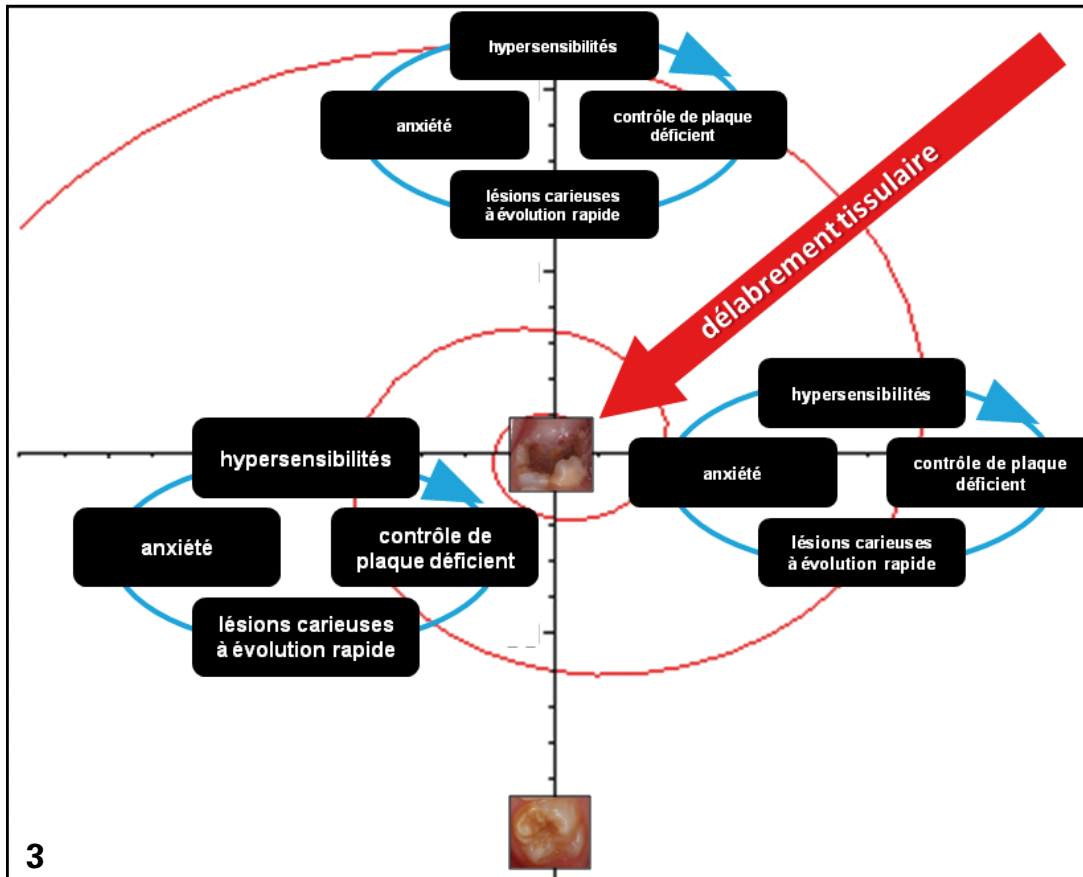 hypersensibilités
anxiété
contrôle de plaque
déficient
lésions carieuses
à évolution rapide
délabrement tissulaire
hypersensibilités
anxiété
contrôle de plaque
déficient
lésions carieuses
à évolution rapide
hypersensibilités
anxiété
contrôle de
plaque déficient
lésions carieuses
à évolution rapide
3